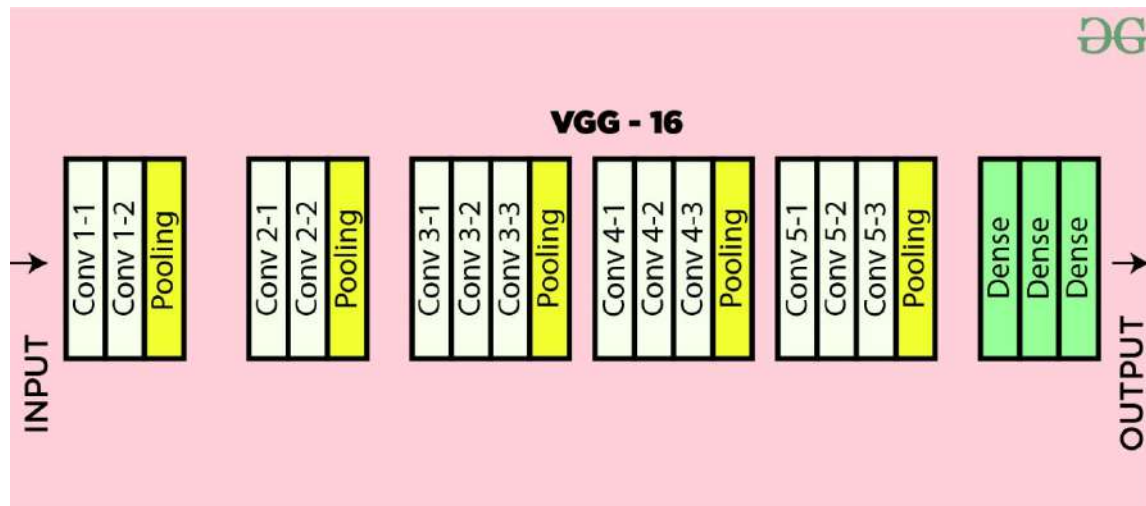 VGG - 16
INPUT
Conv 1-1
Conv 1-2
Pooling
Conv 2-1
Conv 2-2
Pooling
Conv 3-1
Conv 3-2
Conv 3-3
Pooling
Conv 4-1
Conv 4-2
Conv 4-3
Pooling
Conv 5-1
Conv 5-2
Conv 5-3
Pooling
Dense
Dense
Dense
OUTPUT